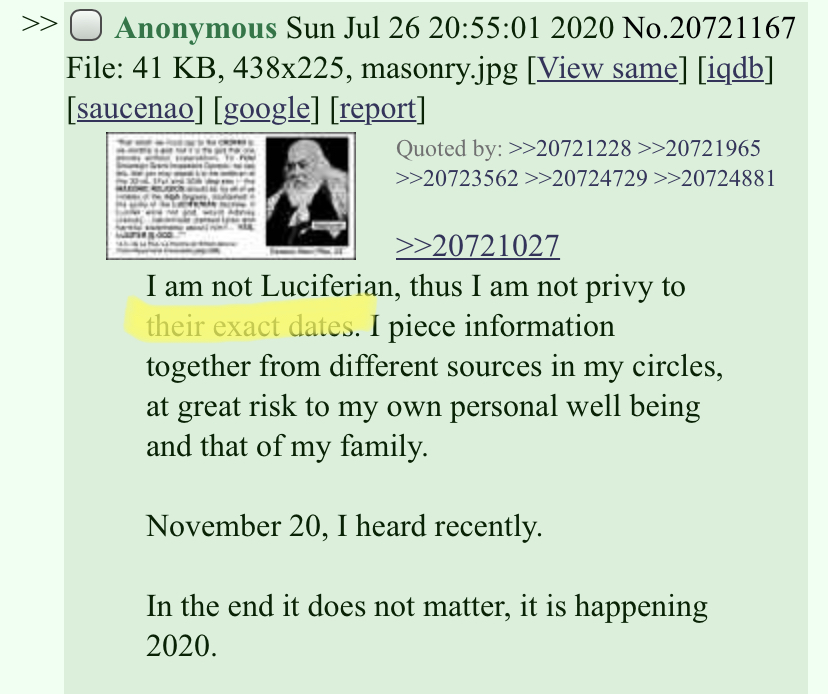 >> Anonymous Sun Jul 26 20:55:01 2020 No.20721167
File: 41 KB, 438x225, masonry.jpg [View same] [iqdb]
[saucenao] [google] [report]
Quoted by: >>20721228 >>20721965
>>20723562 >>20724729 >>20724881
>>20721027
I am not Luciferian, thus I am not privy to
their exact dates. I piece information
together from different sources in my circles,
at great risk to my own personal well being
and that of my family.
November 20, I heard recently.
In the end it does not matter, it is happening
2020.